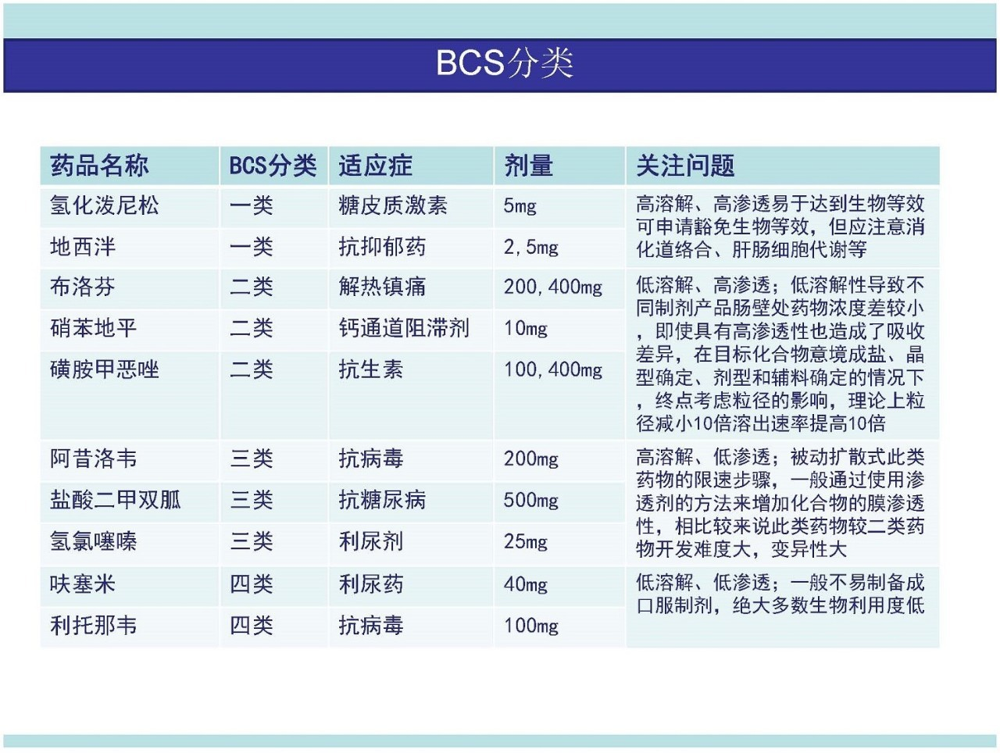 BCS分类
药品名称 BCS分类 适应症 剂量 关注问题
氢化泼尼松 一类 糖皮质激素 5mg
地西泮 一类 抗抑郁药 2,5mg
高溶解、高渗透易于达到生物等效
可申请豁免生物等效，但应注意消
化道络合、肝肠细胞代谢等
布洛芬 二类 解热镇痛 200,400mg
硝苯地平 二类 钙通道阻滞剂 10mg
磺胺甲恶唑 二类 抗生素 100,400mg
低溶解、高渗透；低溶解性导致不
同制剂产品肠壁处药物浓度差较小
，即使具有高渗透性也造成了吸收
差异，在目标化合物意境成盐、晶
型确定、剂型和辅料确定的情况下
，终点考虑粒径的影响，理论上粒
径减小10倍溶出速率提高10倍
阿昔洛韦 三类 抗病毒 200mg
盐酸二甲双胍 三类 抗糖尿病 500mg
氢氯噻嗪 三类 利尿剂 25mg
高溶解、低渗透；被动扩散式此类
药物的限速步骤，一般通过使用渗
透剂的方法来增加化合物的膜渗透
性，相比较来说此类药物较二类药
物开发难度大，变异性大
呋塞米 四类 利尿药 40mg
利托那韦 四类 抗病毒 100mg
低溶解、低渗透；一般不易制备成
口服制剂，绝大多数生物利用度低